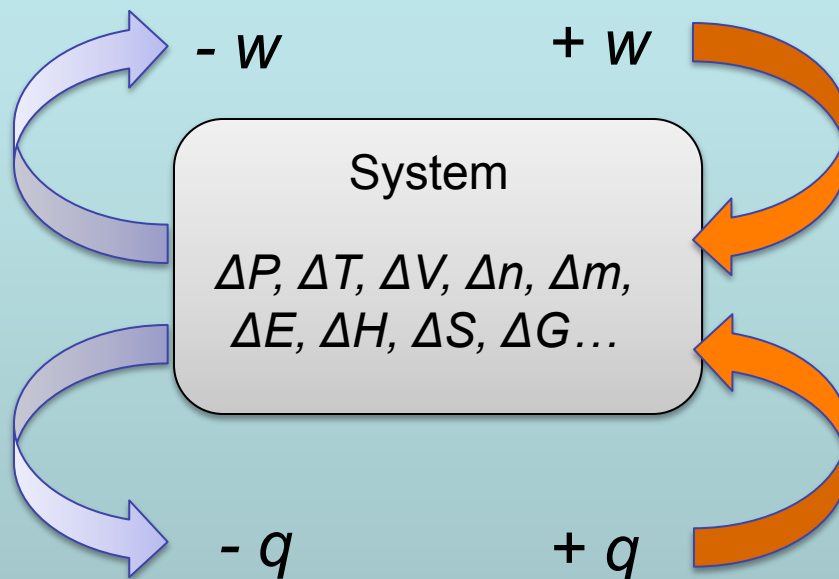 - w
+ w
System
ΔP, ΔT, ΔV, Δn, Δm,
ΔE, ΔH, ΔS, ΔG…
- q
+ q